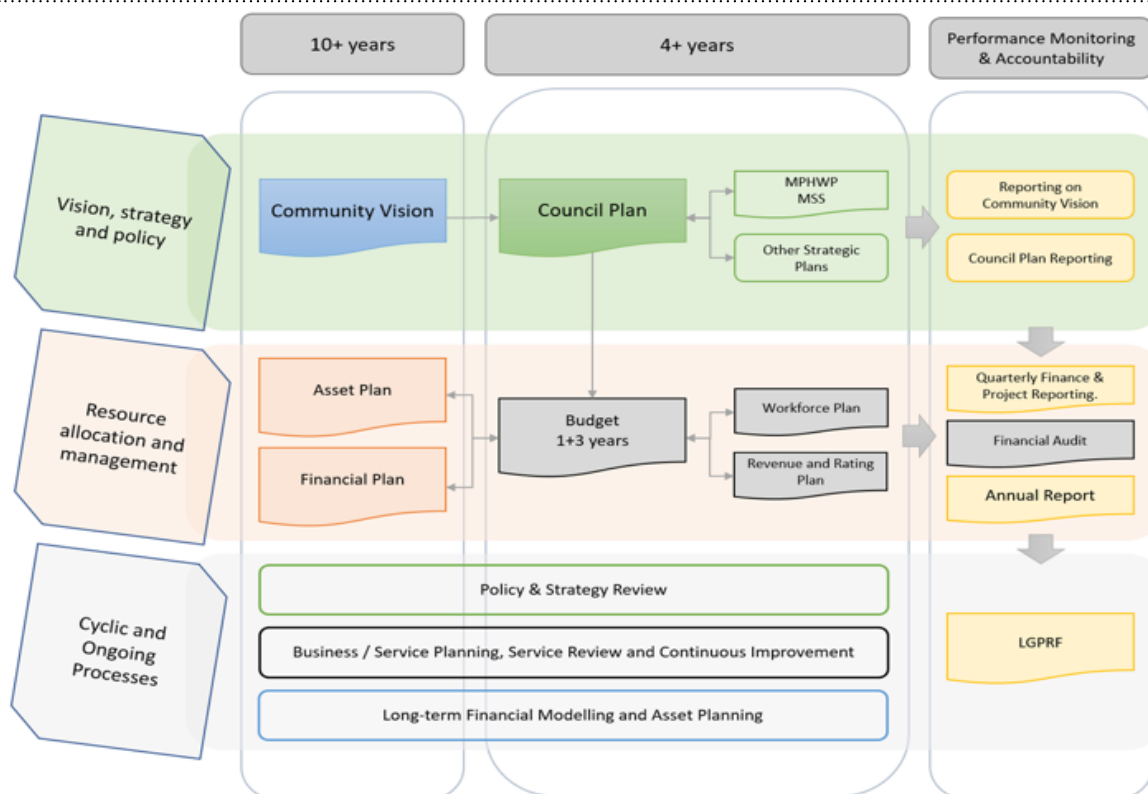 10+ years
4+ years
Performance Monitoring
& Accountability
Vision, strategy
and policy
Community Vision
Council Plan
MPHWP
MSS
Other Strategic
Plans
Reporting on
Community Vision
Council Plan Reporting
Resource
allocation and
management
Asset Plan
Financial Plan
Budget
1+3 years
Workforce Plan
Revenue and Rating
Plan
Quarterly Finance &
Project Reporting.
Financial Audit
Annual Report
Cyclic and
Ongoing
Processes
Policy & Strategy Review
Business / Service Planning, Service Review and Continuous Improvement
Long-term Financial Modelling and Asset Planning
LGPRF